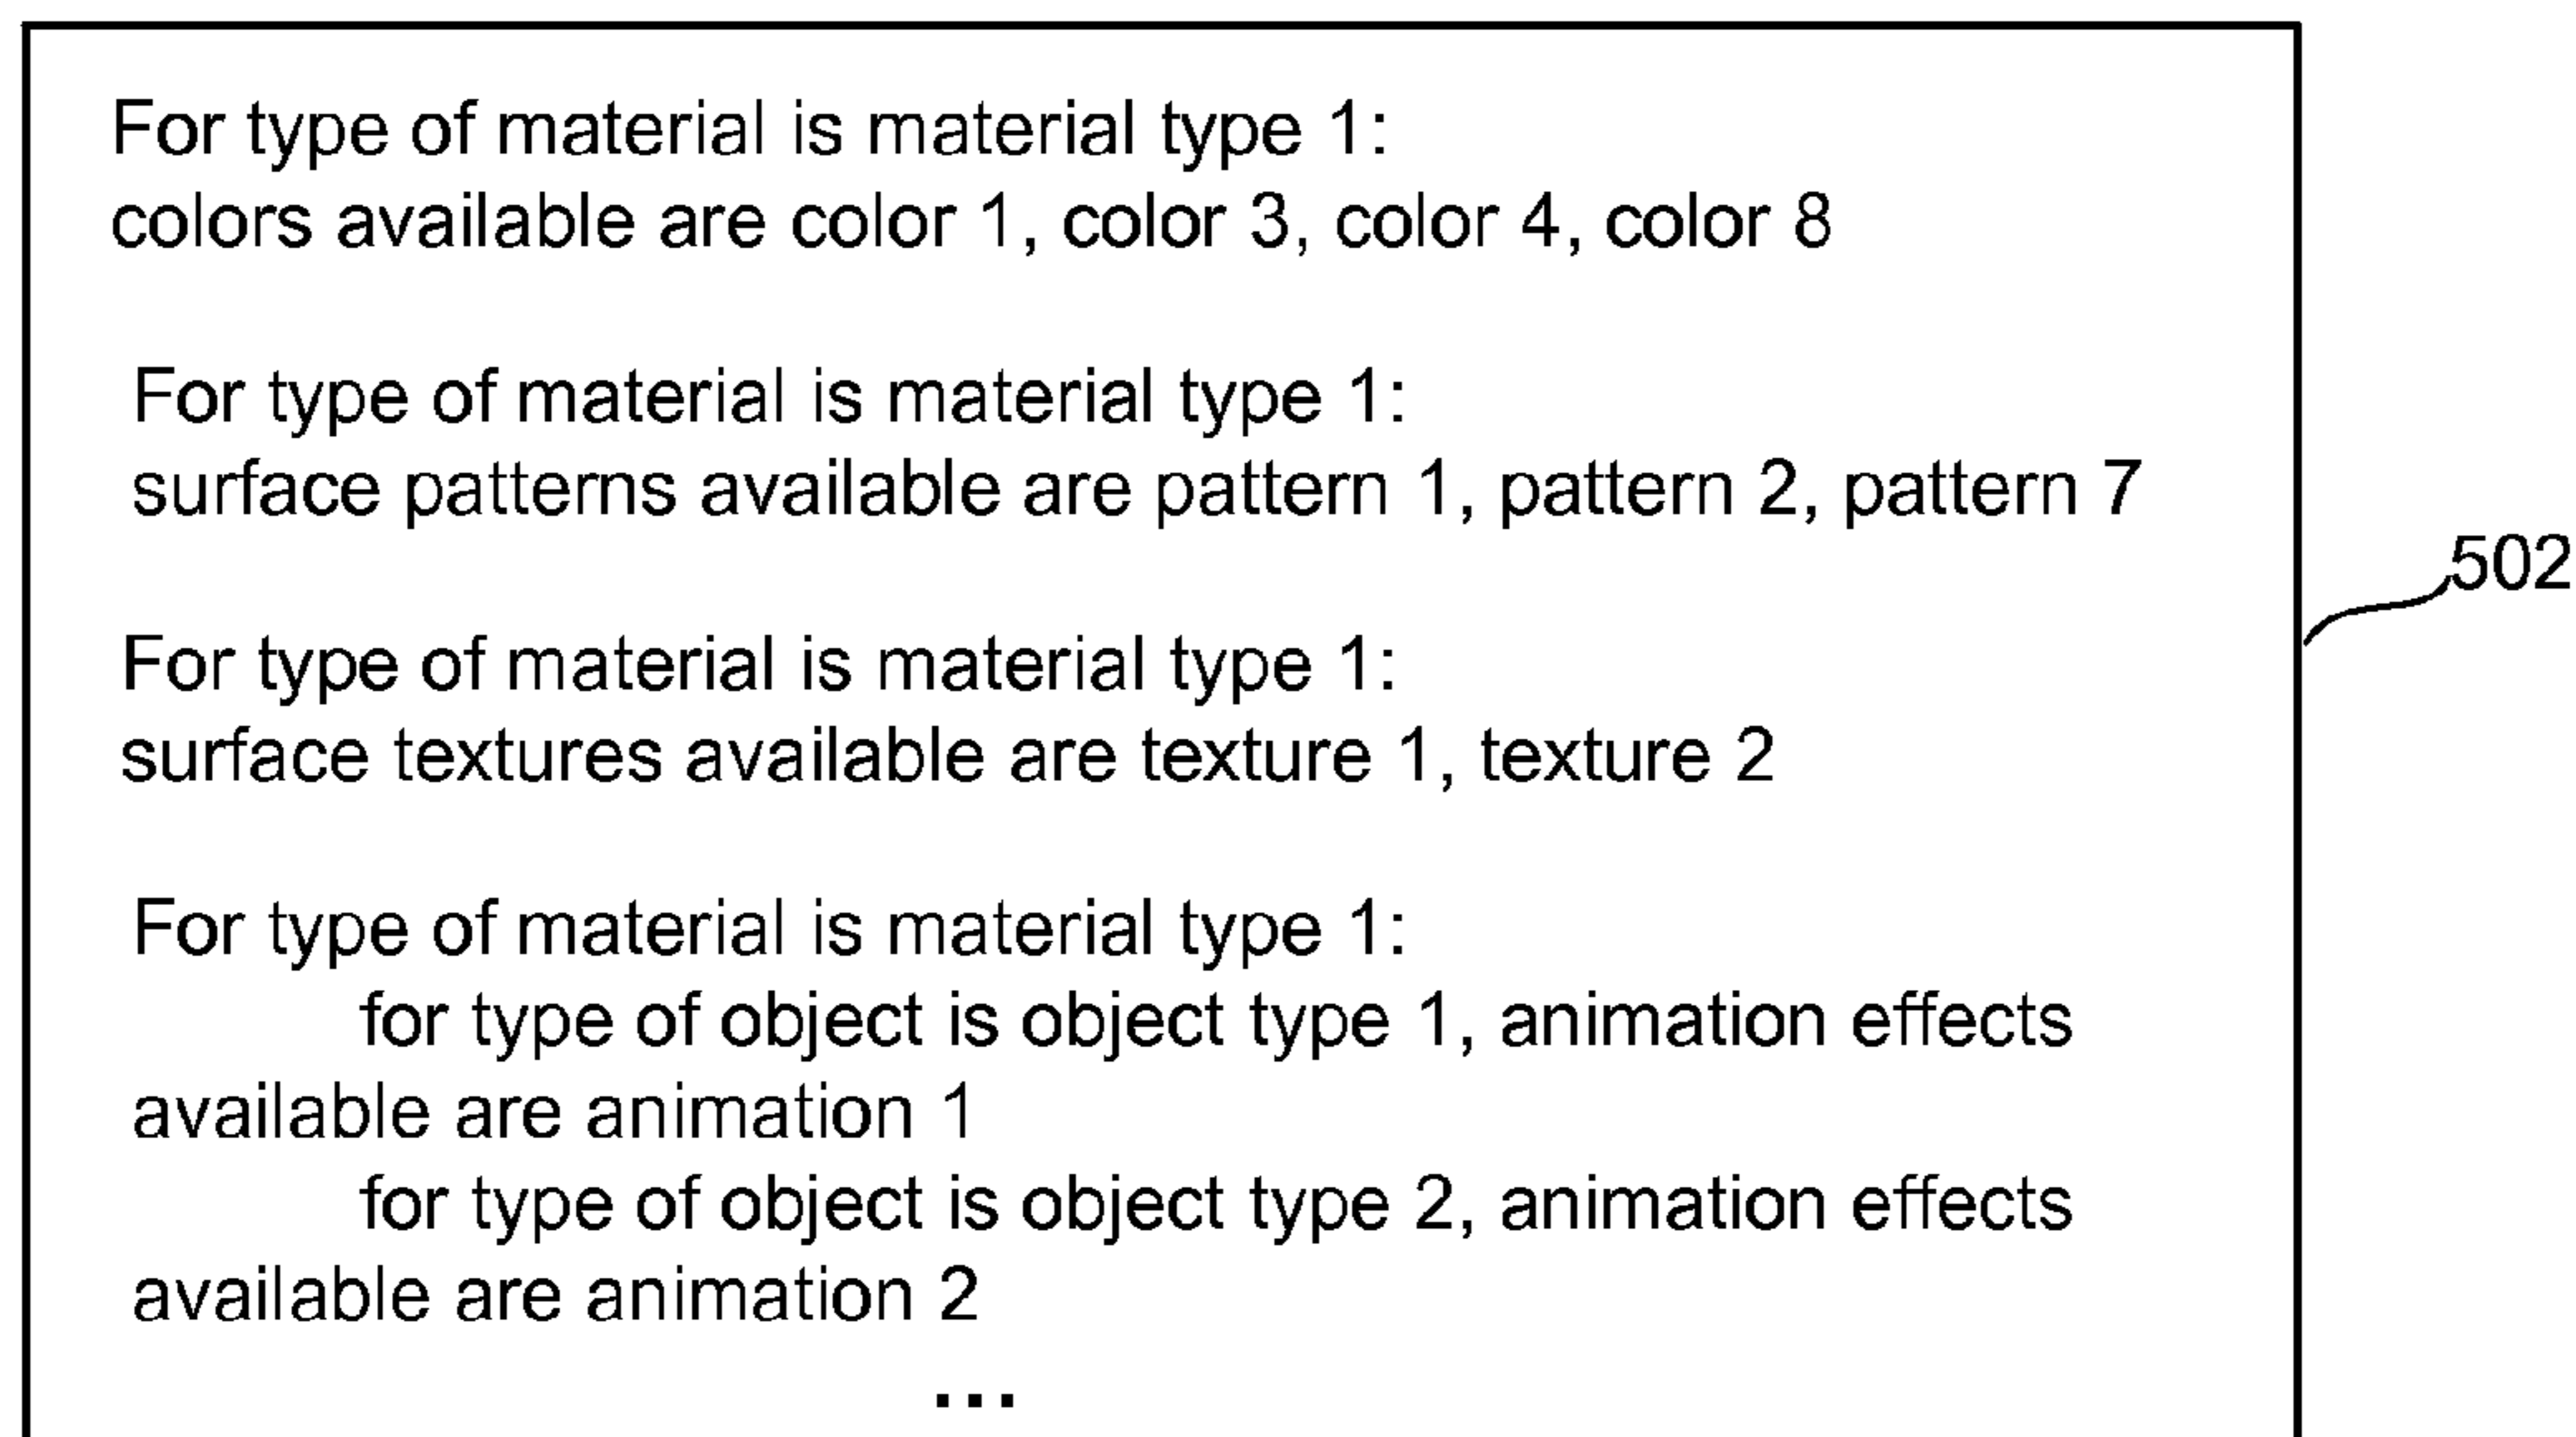 For type of material is material type 1:
colors available are color 1, color 3, color 4, color 8
For type of material is material type 1:
surface patterns available are pattern 1, pattern 2, pattern 7
502
For type of material is material type 1:
surface textures available are texture 1, texture 2
For type of material is material type 1:
for type of object is object type 1, animation effects
available are animation 1
for type of object is object type 2, animation effects
available are animation 2
...